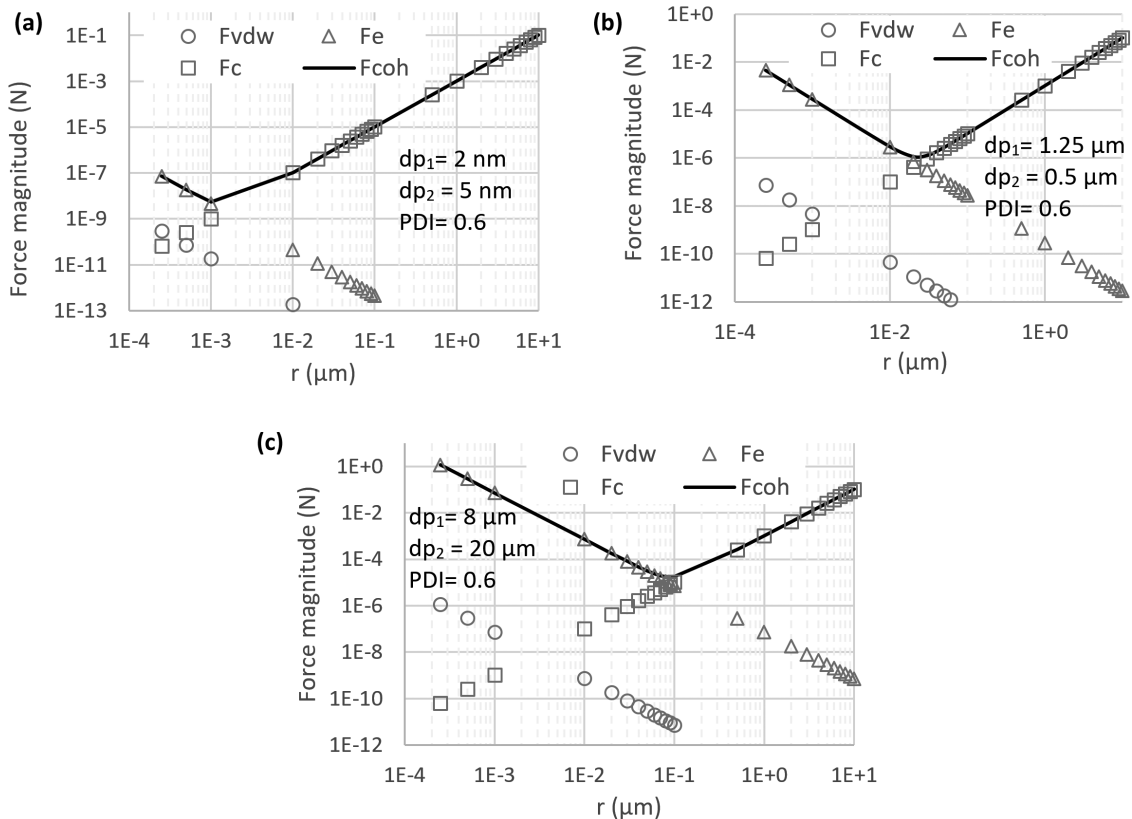 (a)
Fvdw Fe
Fc Fcoh
1E-1
1E-3
1E-5
1E-7
1E-9
1E-11
1E-13
Force magnitude (N)
dp1= 2 nm
dp2 = 5 nm
PDI= 0.6
1E-4 1E-3 1E-2 1E-1 1E+0 1E+1
r (µm)
(b)
Fvdw Fe
Fc Fcoh
1E+0
1E-2
1E-4
1E-6
1E-8
1E-10
1E-12
Force magnitude (N)
dp1= 1.25 µm
dp2 = 0.5 µm
PDI= 0.6
1E-4 1E-2 1E+0
r (µm)
(c)
Fvdw Fe
Fc Fcoh
1E+0
1E-2
1E-4
1E-6
1E-8
1E-10
1E-12
Force magnitude (N)
dp1= 8 µm
dp2 = 20 µm
PDI= 0.6
1E-4 1E-3 1E-2 1E-1 1E+0 1E+1
r (µm)